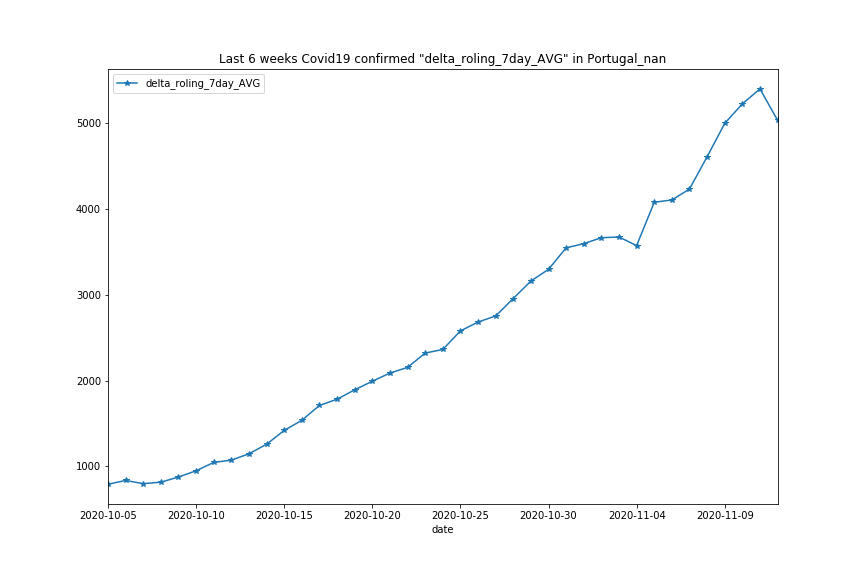 Last 6 weeks Covid19 confirmed "delta_roling_7day_AVG" in Portugal_nan
delta_roling_7day_AVG
5000
4000
3000
2000
1000
2020-10-05 2020-10-10 2020-10-15 2020-10-20 2020-10-25 2020-10-30 2020-11-04 2020-11-09
date